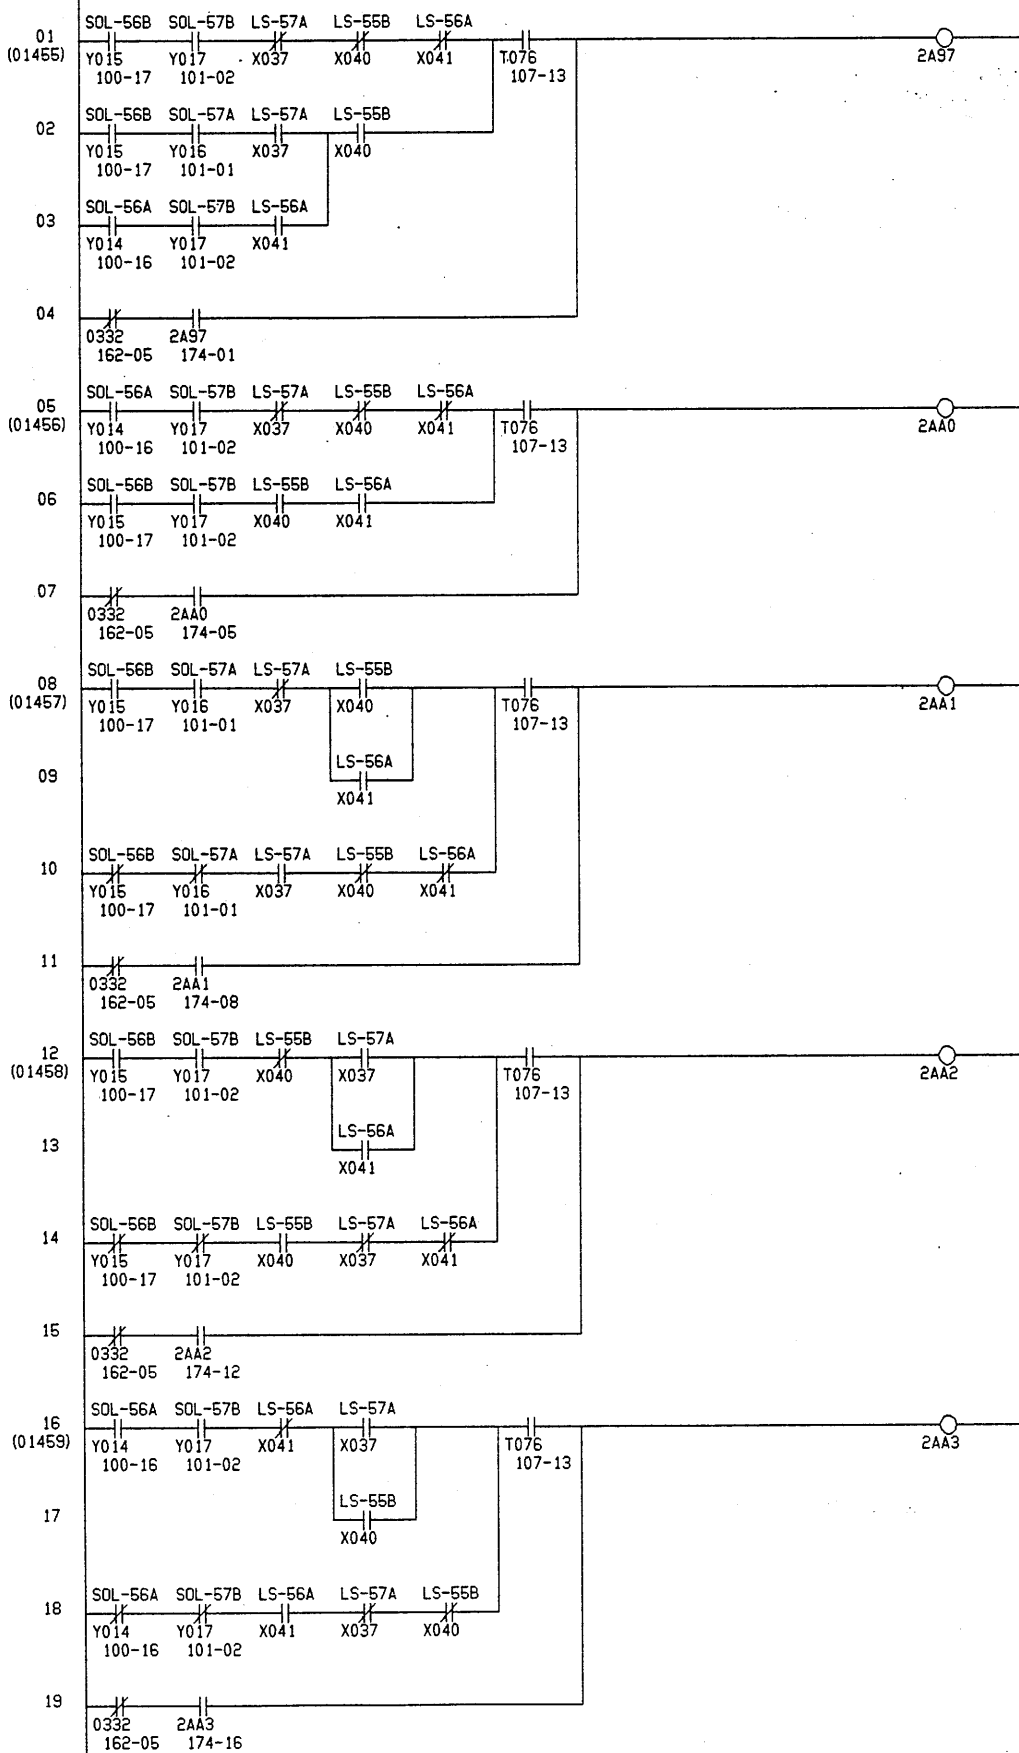 SOL-56B SOL-57B LS-57A LS-55B LS-56A
01
(01455) Y015 Y017 X037 X040 X041 T076 2A97
100-17 101-02 107-13
SOL-56B SOL-57A LS-57A LS-55B
02
Y015 Y016 X037 X040
100-17 101-01
SOL-56A SOL-57B LS-56A
03
Y014 Y017 X041
100-16 101-02
04
0332 2A97
162-05 174-01
SOL-56A SOL-57B LS-57A LS-55B LS-56A
05
(01456) Y014 Y017 X037 X040 X041 T076 2AA0
100-16 101-02 107-13
SOL-56B SOL-57B LS-55B LS-56A
06
Y015 Y017 X040 X041
100-17 101-02
07
0332 2AA0
162-05 174-05
SOL-56B SOL-57A LS-57A LS-55B
08
(01457) Y015 Y016 X037 X040 T076 2AA1
100-17 101-01 107-13
LS-56A
09
X041
SOL-56B SOL-57A LS-57A LS-55B LS-56A
10
Y015 Y016 X037 X040 X041
100-17 101-01
11
0332 2AA1
162-05 174-08
SOL-56B SOL-57B LS-55B LS-57A
12
(01458) Y015 Y017 X040 X037 T076 2AA2
100-17 101-02 107-13
LS-56A
13
X041
SOL-56B SOL-57B LS-55B LS-57A LS-56A
14
Y015 Y017 X040 X037 X041
100-17 101-02
15
0332 2AA2
162-05 174-12
SOL-56A SOL-57B LS-56A LS-57A
16
(01459) Y014 Y017 X041 X037 T076 2AA3
100-16 101-02 107-13
LS-55B
17
X040
SOL-56A SOL-57B LS-56A LS-57A LS-55B
18
Y014 Y017 X041 X037 X040
100-16 101-02
19
0332 2AA3
162-05 174-16